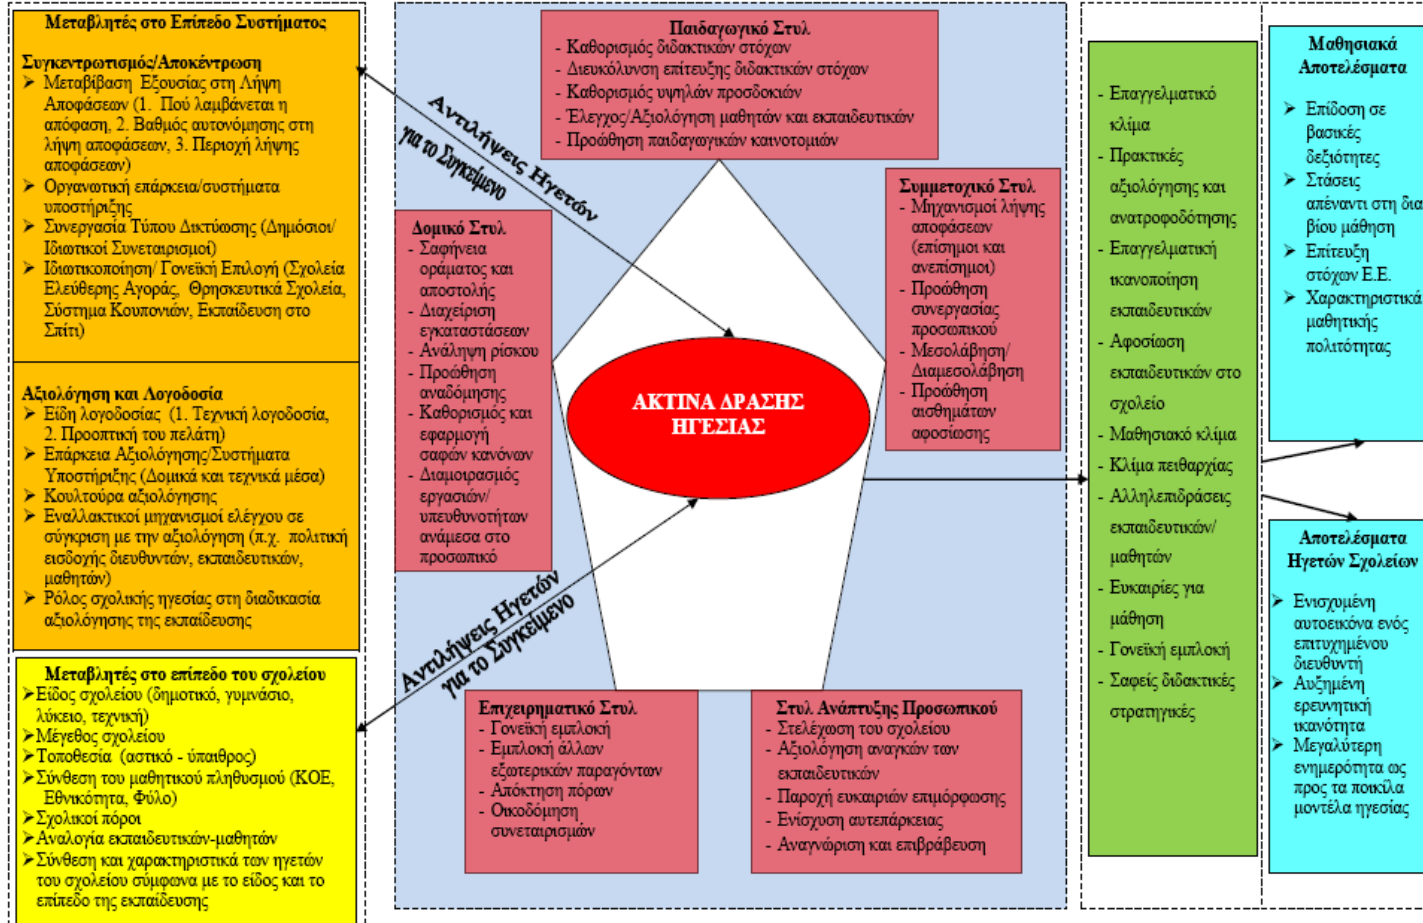 Μεταβλητές στο Επίπεδο Συστήματος
Συγκεντρωτισμός/Αποκέντρωση
➢ Μεταβίβαση Εξουσίας στη Λήψη
Αποφάσεων (1. Πού λαμβάνεται η
απόφαση, 2. Βαθμός αυτονόμησης στη
λήψη αποφάσεων, 3. Περιοχή λήψης
αποφάσεων)
➢ Οργανωτική επάρκεια/συστήματα
υποστήριξης
➢ Συνεργασία Τύπου Δικτύωσης (Δημόσιοι/
Ιδιωτικοί Συνεταιρισμοί)
➢ Ιδιωτικοποίηση/ Γονεϊκή Επιλογή (Σχολεία
Ελεύθερης Αγοράς, Θρησκευτικά Σχολεία,
Σύστημα Κουπονιών, Εκπαίδευση στο
Σπίτι)
Αξιολόγηση και Λογοδοσία
➢ Είδη λογοδοσίας (1. Τεχνική λογοδοσία,
2. Προοπτική του πελάτη)
➢ Επάρκεια Αξιολόγησης/Συστήματα
Υποστήριξης (Δομικά και τεχνικά μέσα)
➢ Κουλτούρα αξιολόγησης
➢ Εναλλακτικοί μηχανισμοί ελέγχου σε
σύγκριση με την αξιολόγηση (π.χ. πολιτική
εισδοχής διευθυντών, εκπαιδευτικών,
μαθητών)
➢ Ρόλος σχολικής ηγεσίας στη διαδικασία
αξιολόγησης της εκπαίδευσης
Μεταβλητές στο επίπεδο του σχολείου
➢ Είδος σχολείου (δημοτικό, γυμνάσιο,
λύκειο, τεχνική)
➢ Μέγεθος σχολείου
➢ Τοποθεσία (αστικό - ύπαιθρος)
➢ Σύνθεση του μαθητικού πληθυσμού (ΚΟΕ,
Εθνικότητα, Φύλο)
➢ Σχολικοί πόροι
➢ Αναλογία εκπαιδευτικών-μαθητών
➢ Σύνθεση και χαρακτηριστικά των ηγετών
του σχολείου σύμφωνα με το είδος και το
επίπεδο της εκπαίδευσης
Αντιλήψεις Ηγετών
για το Συγκείμενο
Αντιλήψεις Ηγετών
για το Συγκείμενο
Παιδαγωγικό Στυλ
- Καθορισμός διδακτικών στόχων
- Διευκόλυνση επίτευξης διδακτικών στόχων
- Καθορισμός υψηλών προσδοκιών
- Έλεγχος/Αξιολόγηση μαθητών και εκπαιδευτικών
- Προώθηση παιδαγωγικών καινοτομιών
Δομικό Στυλ
- Σαφήνεια
οράματος και
αποστολής
- Διαχείριση
εγκαταστάσεων
- Ανάληψη ρίσκου
- Προώθηση
αναδόμησης
- Καθορισμός και
εφαρμογή
σαφών κανόνων
- Διαμοιρασμός
εργασιών/
υπευθυνοτήτων
ανάμεσα στο
προσωπικό
ΑΚΤΙΝΑ ΔΡΑΣΗΣ
ΗΓΕΣΙΑΣ
Συμμετοχικό Στυλ
- Μηχανισμοί λήψης
αποφάσεων
(επίσημοι και
ανεπίσημοι)
- Προώθηση
συνεργασίας
προσωπικού
- Μεσολάβηση/
Διαμεσολάβηση
- Προώθηση
αισθημάτων
αφοσίωσης
Επιχειρηματικό Στυλ
- Γονεϊκή εμπλοκή
- Εμπλοκή άλλων
εξωτερικών παραγόντων
- Απόκτηση πόρων
- Οικοδόμηση
συνεταιρισμών
Στυλ Ανάπτυξης Προσωπικού
- Στελέχωση του σχολείου
- Αξιολόγηση αναγκών των
εκπαιδευτικών
- Παροχή ευκαιριών επιμόρφωσης
- Ενίσχυση αυτεπάρκειας
- Αναγνώριση και επιβράβευση
- Επαγγελματικό
κλίμα
- Πρακτικές
αξιολόγησης και
ανατροφοδότησης
- Επαγγελματική
ικανοποίηση
εκπαιδευτικών
- Αφοσίωση
εκπαιδευτικών στο
σχολείο
- Μαθησιακό κλίμα
- Κλίμα πειθαρχίας
- Αλληλεπιδράσεις
εκπαιδευτικών/
μαθητών
- Ευκαιρίες για
μάθηση
- Γονεϊκή εμπλοκή
- Σαφείς διδακτικές
στρατηγικές
Μαθησιακά
Αποτελέσματα
➢ Επίδοση σε
βασικές
δεξιότητες
➢ Στάσεις
απέναντι στη δια
βίου μάθηση
➢ Επίτευξη
στόχων Ε.Ε.
➢ Χαρακτηριστικά
μαθητικής
πολιτότητας
Αποτελέσματα
Ηγετών Σχολείων
➢ Ενισχυμένη
αυτοεικόνα ενός
επιτυχημένου
διευθυντή
➢ Αυξημένη
ερευνητική
ικανότητα
➢ Μεγαλύτερη
ενημερότητα ως
προς τα ποικίλα
μοντέλα ηγεσίας